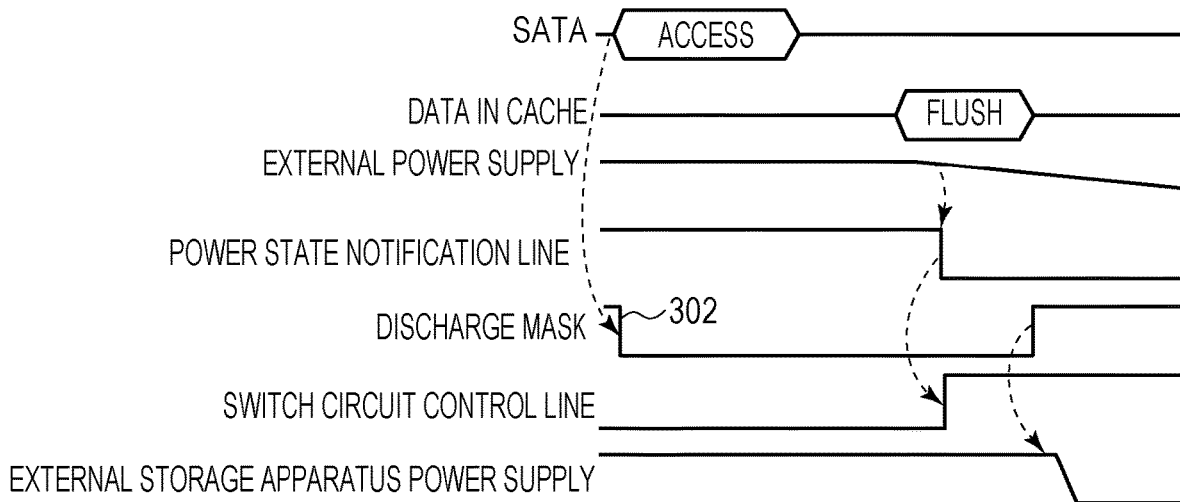 SATA ACCESS
DATA IN CACHE FLUSH
EXTERNAL POWER SUPPLY
POWER STATE NOTIFICATION LINE
DISCHARGE MASK 302
SWITCH CIRCUIT CONTROL LINE
EXTERNAL STORAGE APPARATUS POWER SUPPLY